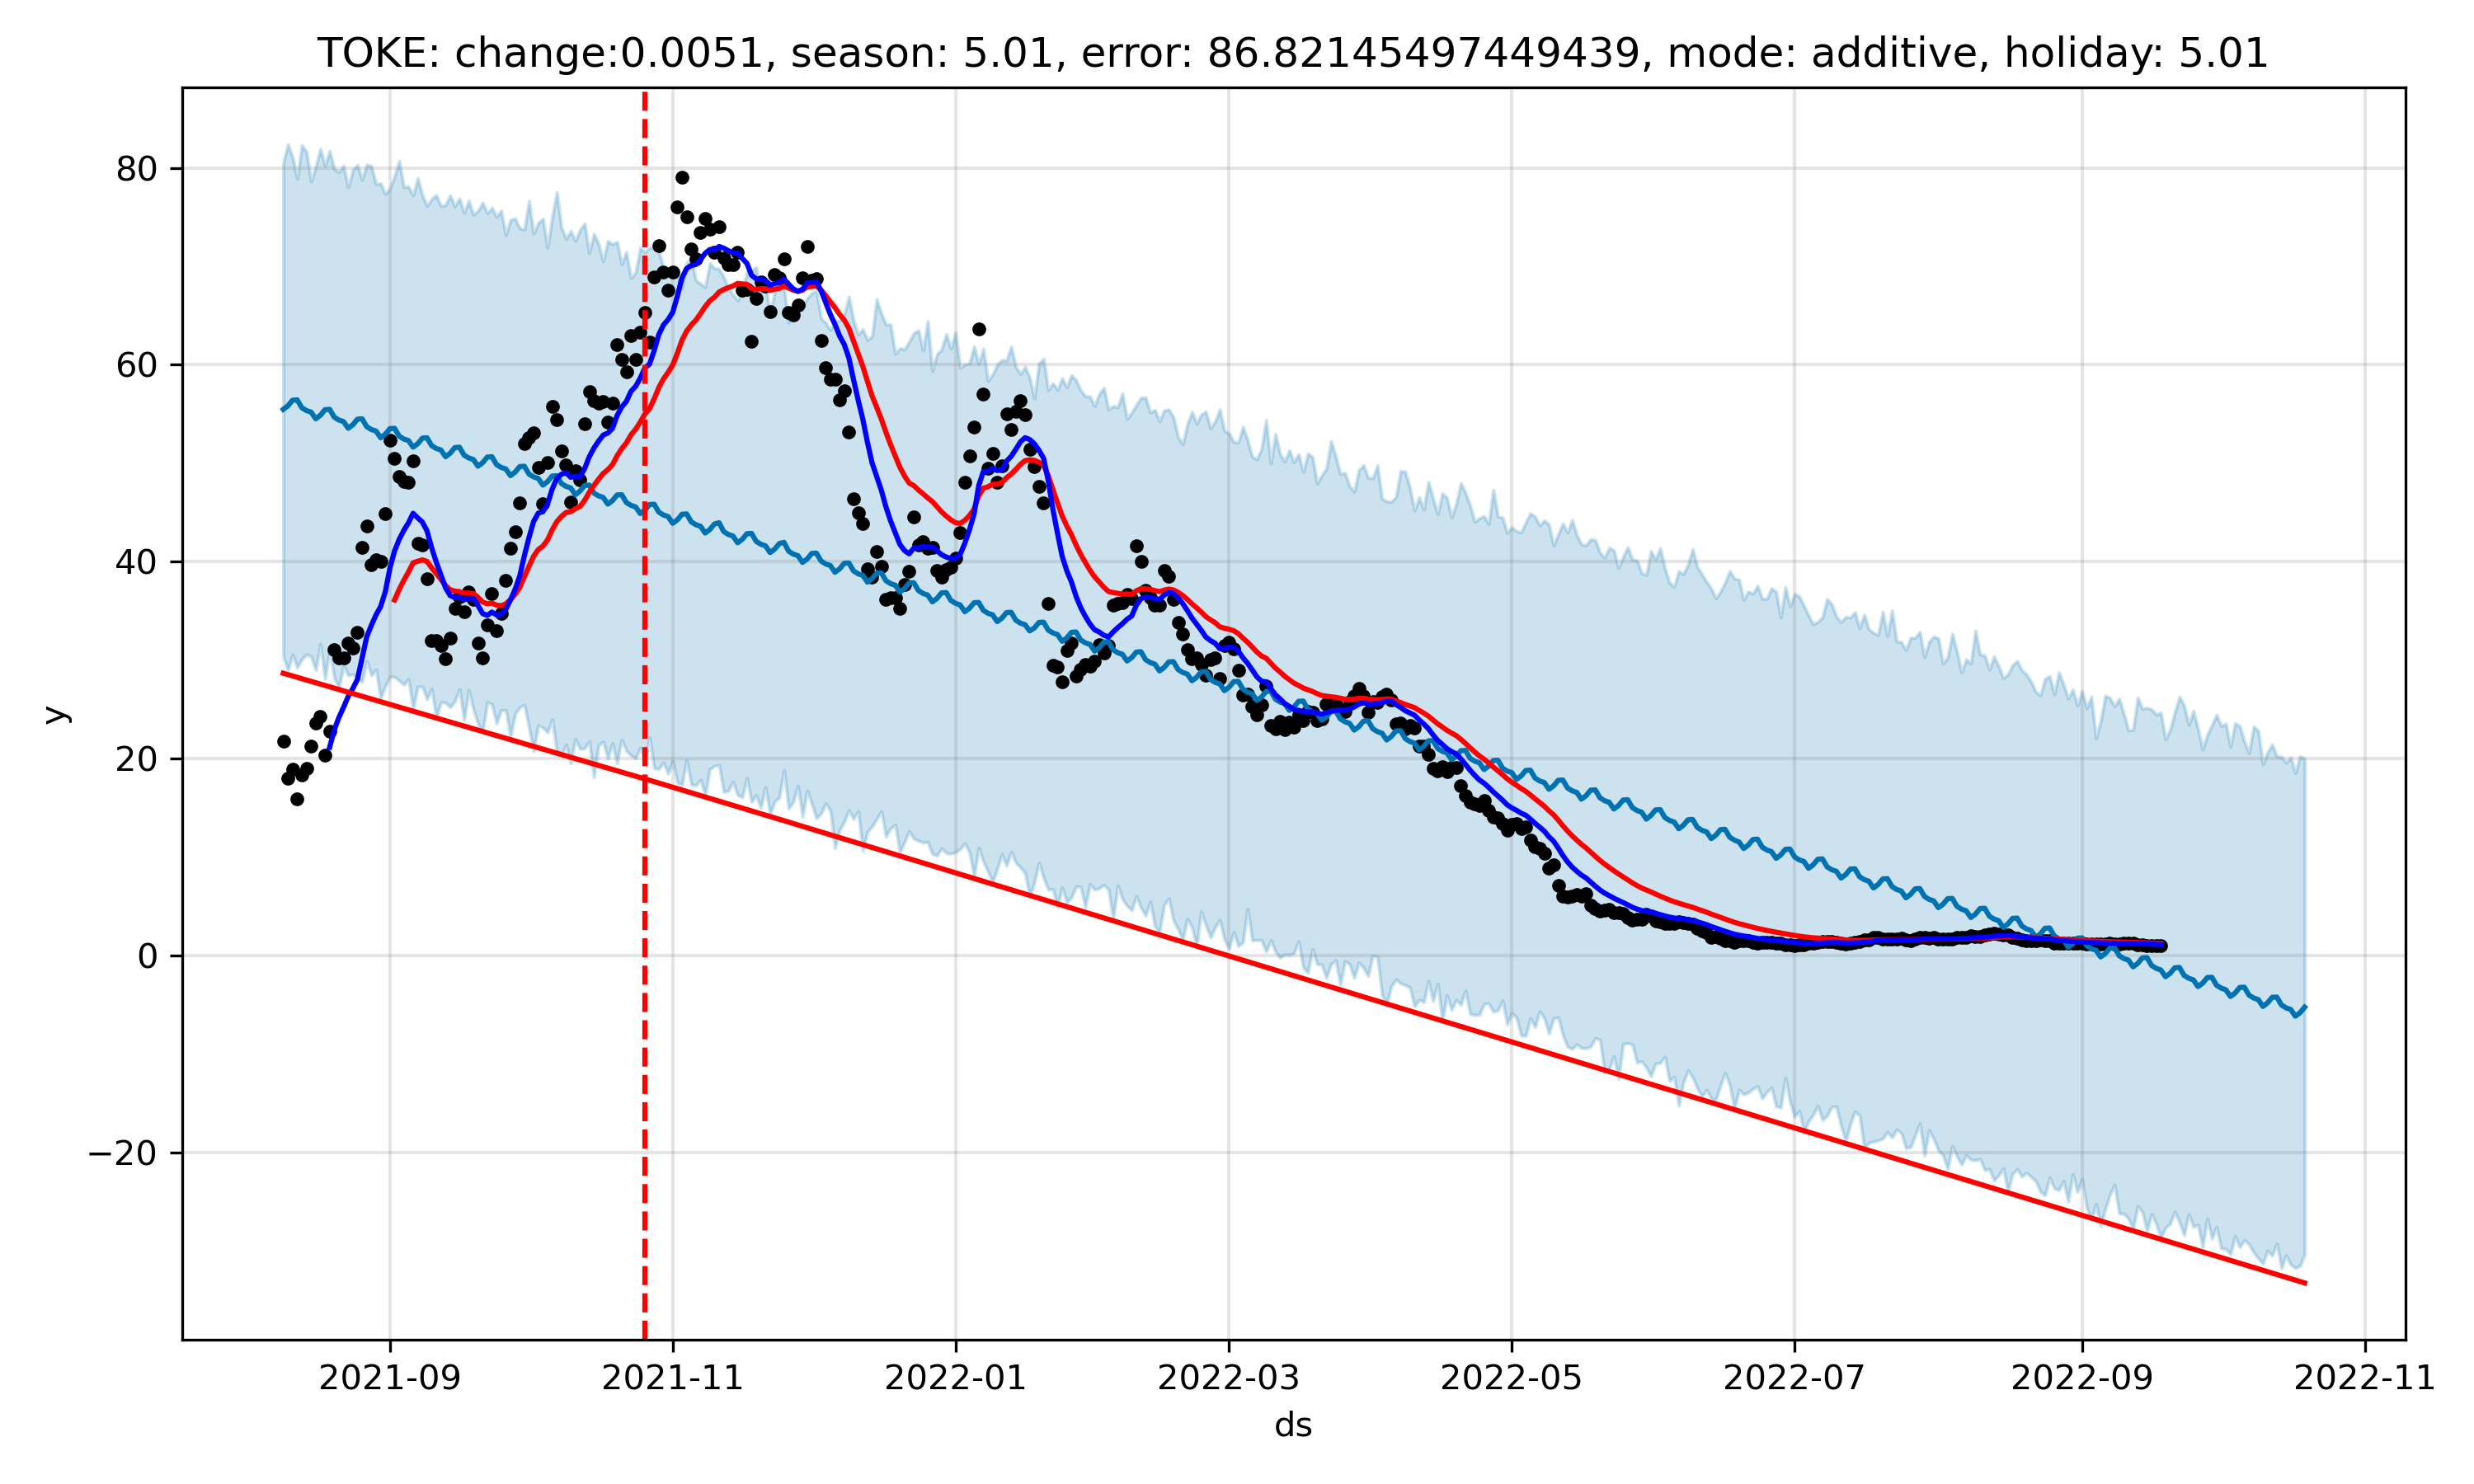 TOKE: change:0.0051, season: 5.01, error: 86.82145497449439, mode: additive, holiday: 5.01
80
60
40
20
0
−20
y
2021-09 2021-11 2022-01 2022-03 2022-05 2022-07 2022-09 2022-11
ds